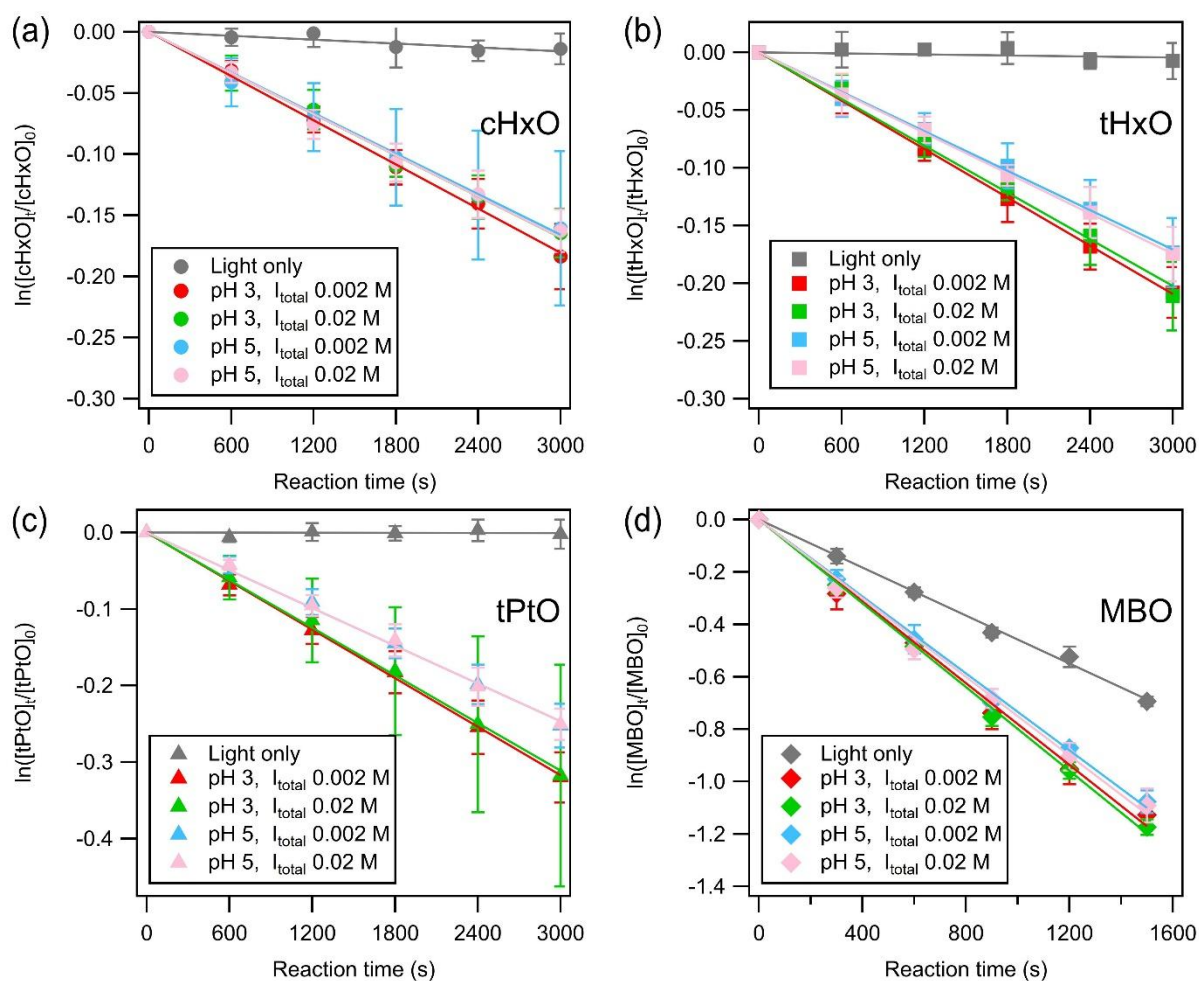 (a)
0.00
-0.05
-0.10
-0.15
-0.20
-0.25
-0.30
ln([cHxO]t/[cHxO]0)
cHxO
Light only
pH 3, Itotal 0.002 M
pH 3, Itotal 0.02 M
pH 5, Itotal 0.002 M
pH 5, Itotal 0.02 M
0 600 1200 1800 2400 3000
Reaction time (s)
(b)
0.00
-0.05
-0.10
-0.15
-0.20
-0.25
-0.30
ln([tHxO]t/[tHxO]0)
tHxO
Light only
pH 3, Itotal 0.002 M
pH 3, Itotal 0.02 M
pH 5, Itotal 0.002 M
pH 5, Itotal 0.02 M
0 600 1200 1800 2400 3000
Reaction time (s)
(c)
0.0
-0.1
-0.2
-0.3
-0.4
ln([tPtO]t/[tPtO]0)
tPtO
Light only
pH 3, Itotal 0.002 M
pH 3, Itotal 0.02 M
pH 5, Itotal 0.002 M
pH 5, Itotal 0.02 M
0 600 1200 1800 2400 3000
Reaction time (s)
(d)
0.0
-0.2
-0.4
-0.6
-0.8
-1.0
-1.2
-1.4
ln([MBO]t/[MBO]0)
MBO
Light only
pH 3, Itotal 0.002 M
pH 3, Itotal 0.02 M
pH 5, Itotal 0.002 M
pH 5, Itotal 0.02 M
0 400 800 1200 1600
Reaction time (s)